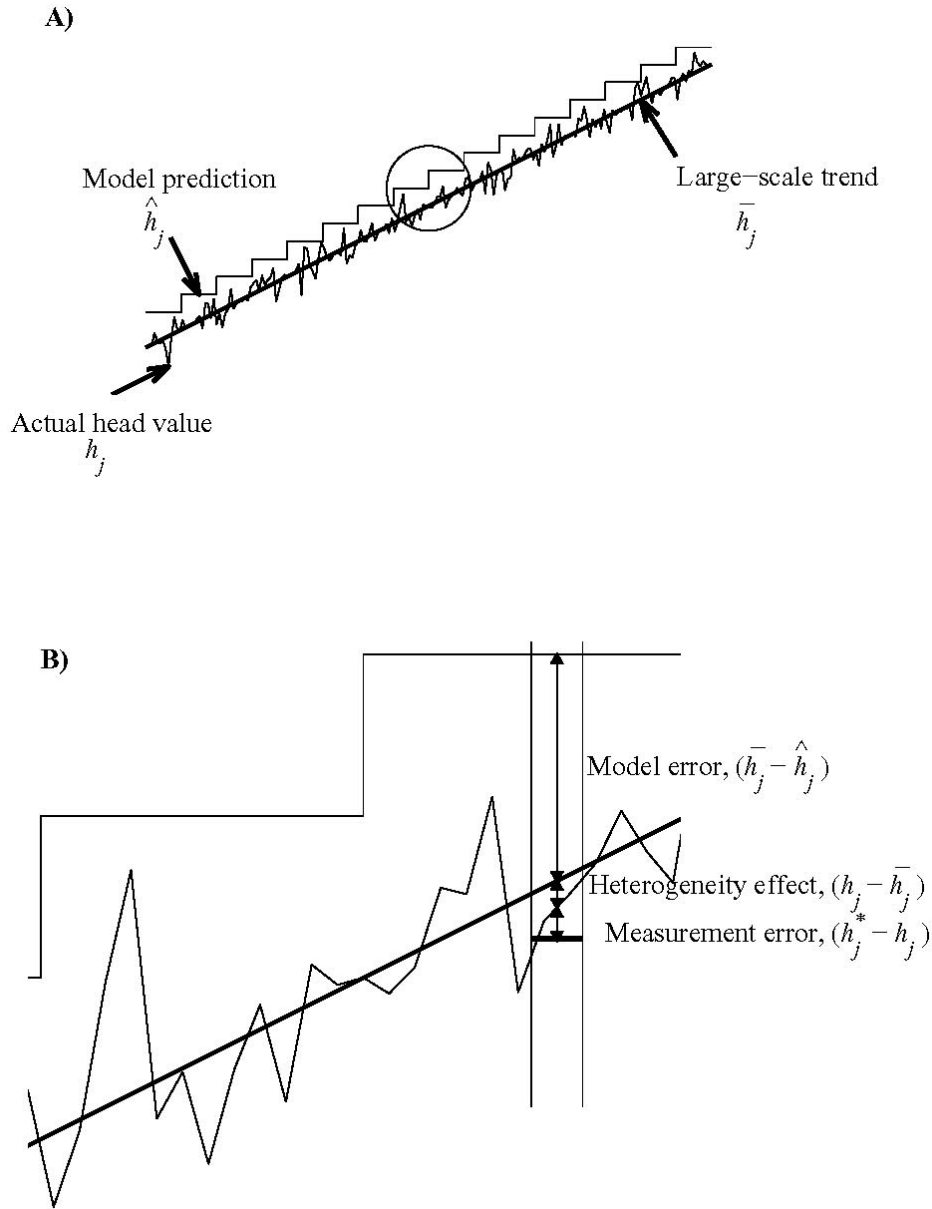 A)
Model prediction
ĥⱼ
Large−scale trend
h̄ⱼ
Actual head value
hⱼ
B)
Model error, (h̄ⱼ − ĥⱼ )
Heterogeneity effect, (hⱼ − h̄ⱼ)
Measurement error, (h*ⱼ − hⱼ)